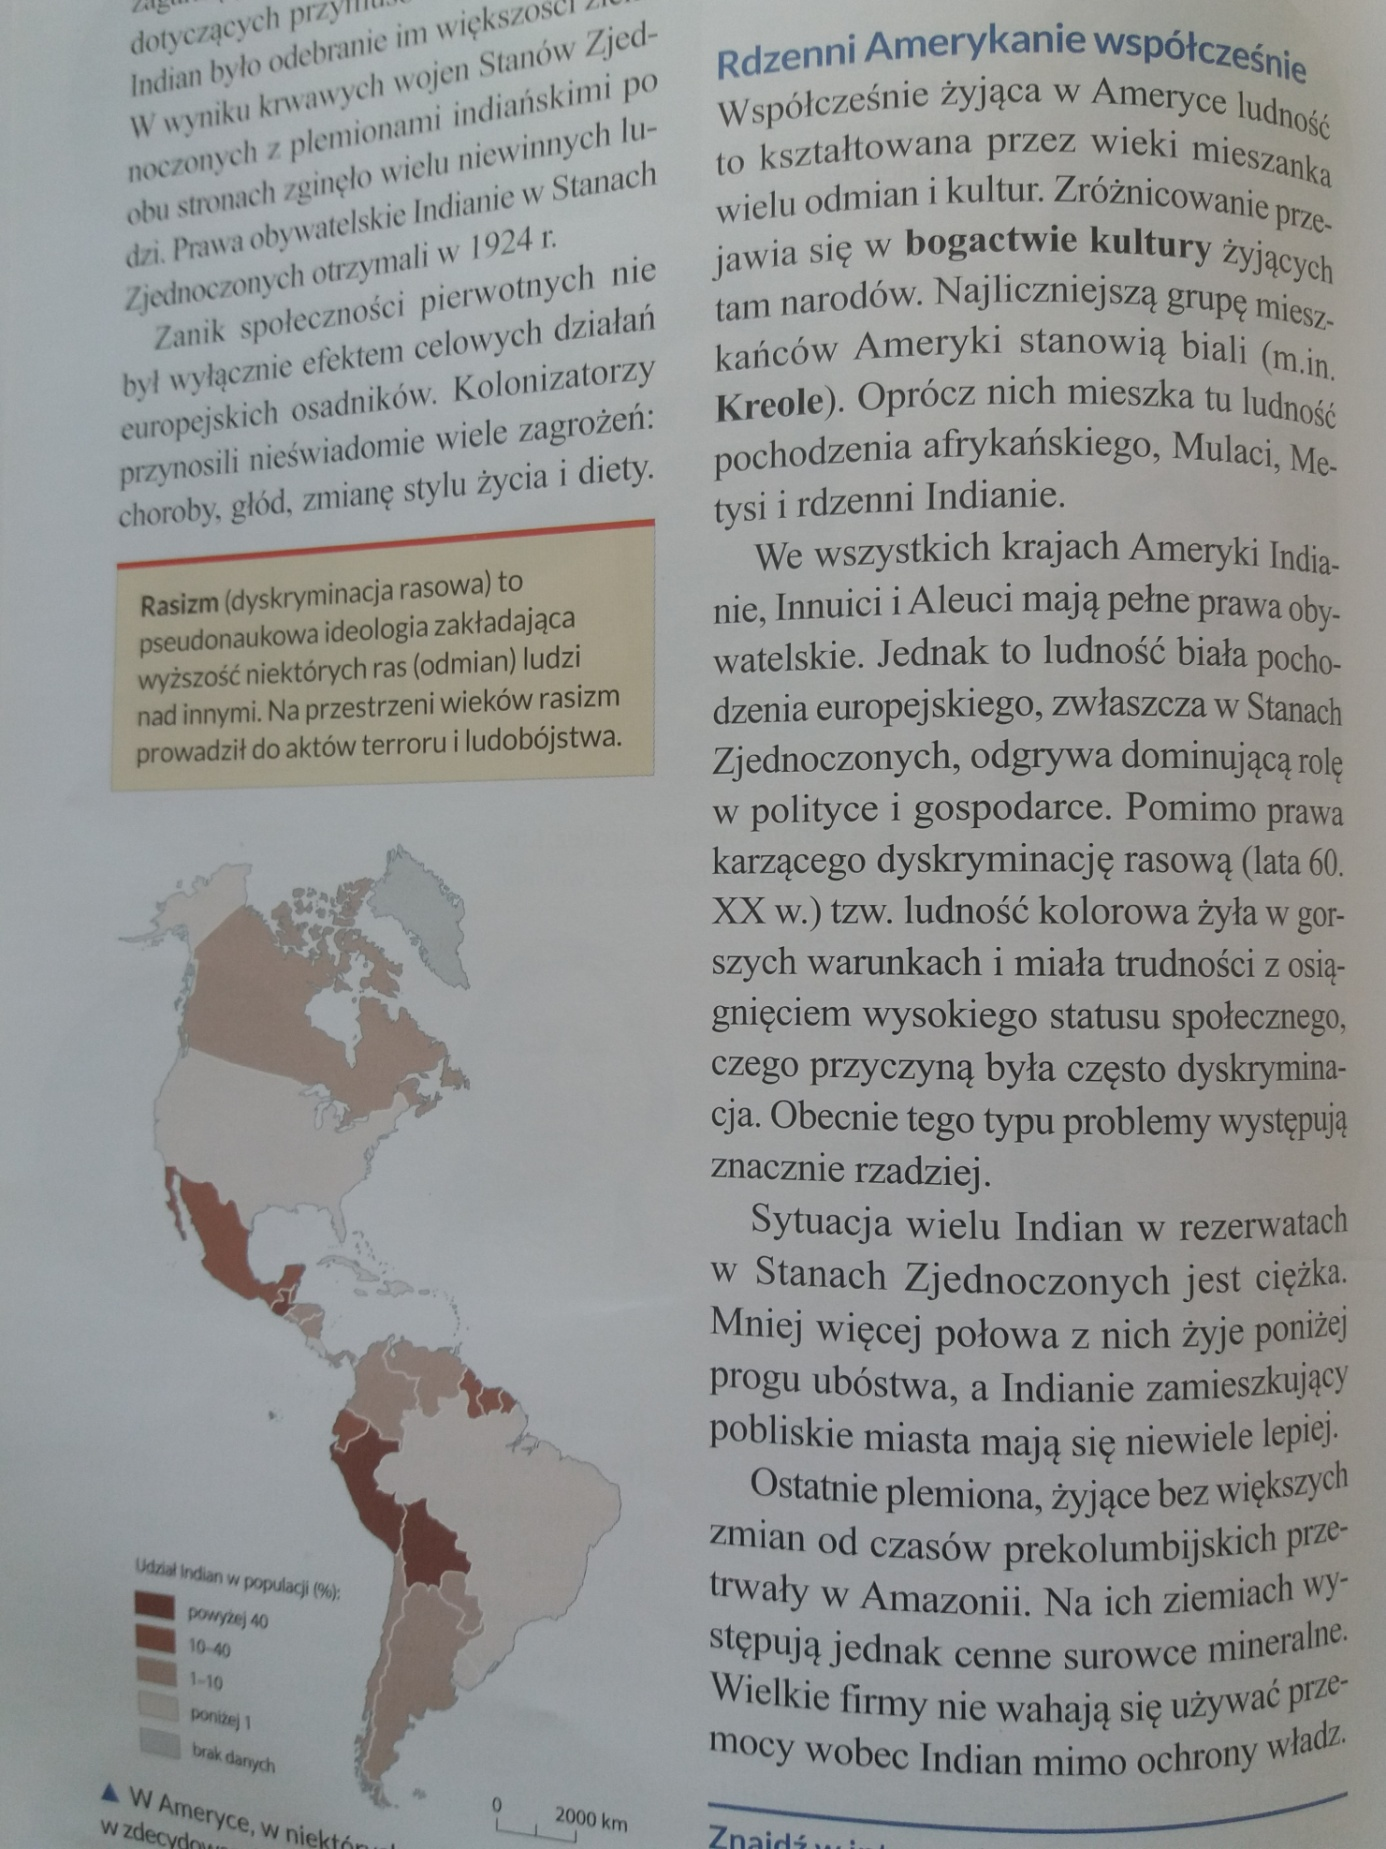 dotyczących
Indian było odebranie im większości
W wyniku krwawych wojen Stanów Zjed-
noczonych z plemionami indiańskimi po
obu stronach zginęło wielu niewinnych lu-
dzi. Prawa obywatelskie Indianie w Stanach
Zjednoczonych otrzymali w 1924 r.
Zanik społeczności pierwotnych nie
był wyłącznie efektem celowych działań
europejskich osadników. Kolonizatorzy
przynosili nieświadomie wiele zagrożeń:
choroby, głód, zmianę stylu życia i diety.
Rasizm (dyskryminacja rasowa) to
pseudonaukowa ideologia zakładająca
wyższość niektórych ras (odmian) ludzi
nad innymi. Na przestrzeni wieków rasizm
prowadził do aktów terroru i ludobójstwa.
Udział Indian w populacji (%):
powyżej 40
10–40
1–10
poniżej 1
brak danych
0 2000 km
▲ W Ameryce, w
w
Rdzenni Amerykanie współcześnie
Współcześnie żyjąca w Ameryce ludność
to kształtowana przez wieki mieszanka
wielu odmian i kultur. Zróżnicowanie prze-
jawia się w bogactwie kultury żyjących
tam narodów. Najliczniejszą grupę miesz-
kańców Ameryki stanowią biali (m.in.
Kreole). Oprócz nich mieszka tu ludność
pochodzenia afrykańskiego, Mulaci, Me-
tysi i rdzenni Indianie.
We wszystkich krajach Ameryki India-
nie, Innuici i Aleuci mają pełne prawa oby-
watelskie. Jednak to ludność biała pocho-
dzenia europejskiego, zwłaszcza w Stanach
Zjednoczonych, odgrywa dominującą rolę
w polityce i gospodarce. Pomimo prawa
karzącego dyskryminację rasową (lata 60.
XX w.) tzw. ludność kolorowa żyła w gor-
szych warunkach i miała trudności z osią-
gnięciem wysokiego statusu społecznego,
czego przyczyną była często dyskrymina-
cja. Obecnie tego typu problemy występują
znacznie rzadziej.
Sytuacja wielu Indian w rezerwatach
w Stanach Zjednoczonych jest ciężka.
Mniej więcej połowa z nich żyje poniżej
progu ubóstwa, a Indianie zamieszkujący
pobliskie miasta mają się niewiele lepiej.
Ostatnie plemiona, żyjące bez większych
zmian od czasów prekolumbijskich prze-
trwały w Amazonii. Na ich ziemiach wy-
stępują jednak cenne surowce mineralne.
Wielkie firmy nie wahają się używać prze-
mocy wobec Indian mimo ochrony władz.